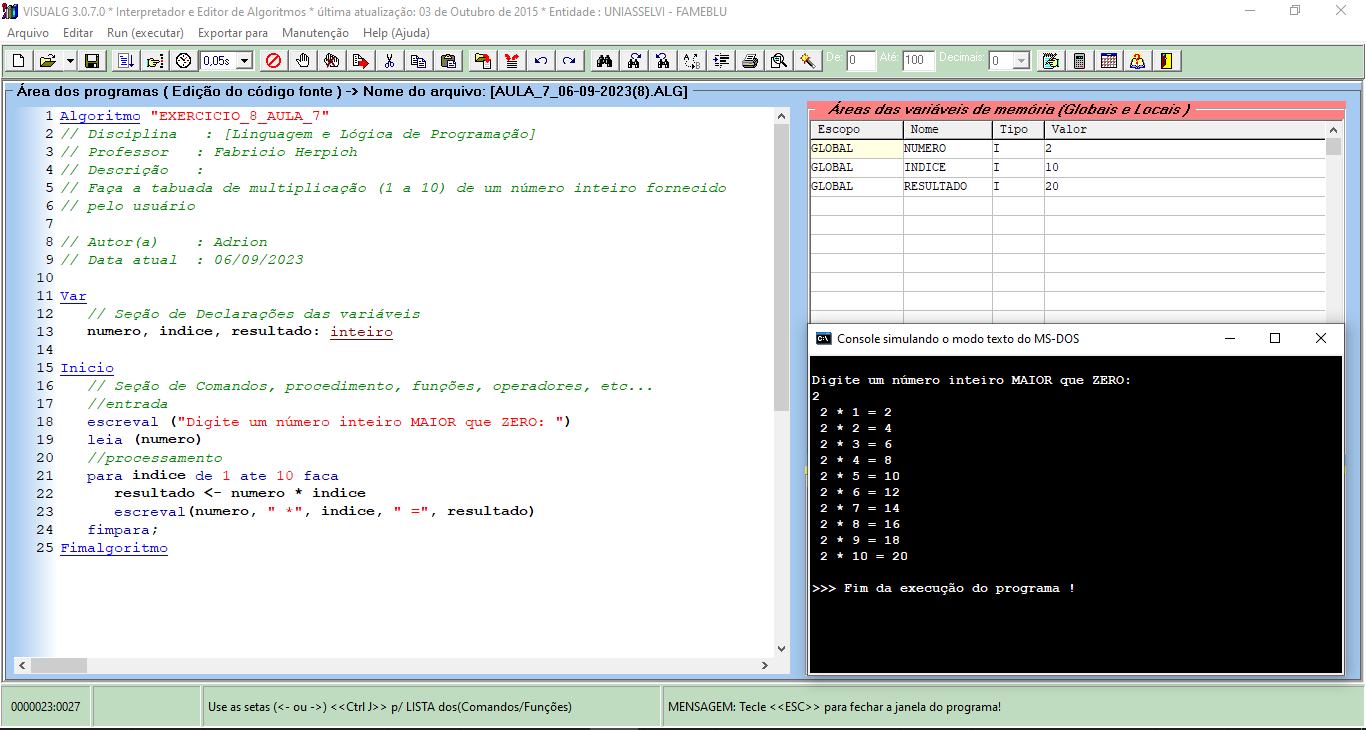 VISUALG 3.0.7.0 * Interpretador e Editor de Algoritmos * última atualização: 03 de Outubro de 2015 * Entidade : UNIASSELVI - FAMEBLU
Arquivo Editar Run (executar) Exportar para Manutenção Help (Ajuda)
0,05s De: 0 Até: 100 Decimais: 0
Área dos programas ( Edição do código fonte ) -> Nome do arquivo: [AULA_7_06-09-2023(8).ALG]
1 Algoritmo "EXERCICIO_8_AULA_7"
2 // Disciplina : [Linguagem e Lógica de Programação]
3 // Professor : Fabricio Herpich
4 // Descrição :
5 // Faça a tabuada de multiplicação (1 a 10) de um número inteiro fornecido
6 // pelo usuário
7
8 // Autor(a) : Adrion
9 // Data atual : 06/09/2023
10
11 Var
12 // Seção de Declarações das variáveis
13 numero, indice, resultado: inteiro
14
15 Inicio
16 // Seção de Comandos, procedimento, funções, operadores, etc...
17 //entrada
18 escreval ("Digite um número inteiro MAIOR que ZERO: ")
19 leia (numero)
20 //processamento
21 para indice de 1 ate 10 faca
22 resultado <- numero * indice
23 escreval(numero, " *", indice, " =", resultado)
24 fimpara;
25 Fimalgoritmo
Áreas das variáveis de memória (Globais e Locais )
Escopo Nome Tipo Valor
GLOBAL NUMERO I 2
GLOBAL INDICE I 10
GLOBAL RESULTADO I 20
Console simulando o modo texto do MS-DOS
Digite um número inteiro MAIOR que ZERO:
2
2 * 1 = 2
2 * 2 = 4
2 * 3 = 6
2 * 4 = 8
2 * 5 = 10
2 * 6 = 12
2 * 7 = 14
2 * 8 = 16
2 * 9 = 18
2 * 10 = 20
>>> Fim da execução do programa !
0000023:0027 Use as setas (<- ou ->) <<Ctrl J>> p/ LISTA dos(Comandos/Funções) MENSAGEM: Tecle <<ESC>> para fechar a janela do programa!